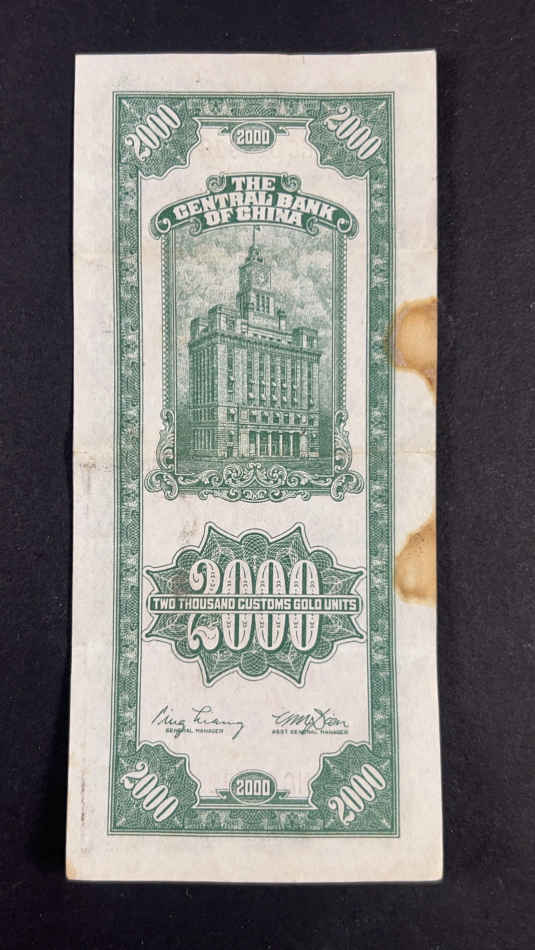 2000 2000 2000
THE
CENTRAL BANK
OF CHINA
2000
TWO THOUSAND CUSTOMS GOLD UNITS
GENERAL MANAGER ASST GENERAL MANAGER
2000 2000 2000